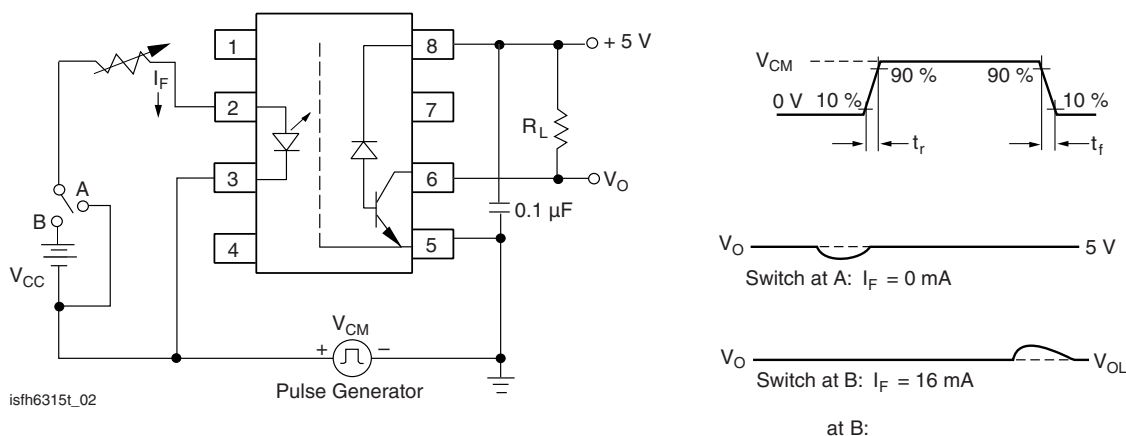 1
2
3
4
8
7
6
5
I_F
A
B
V_CC
+ 5 V
R_L
V_O
0.1 µF
V_CM
+
–
Pulse Generator
isfh6315t_02
V_CM
90 %
90 %
0 V
10 %
10 %
t_r
t_f
V_O
5 V
Switch at A: I_F = 0 mA
V_O
V_OL
Switch at B: I_F = 16 mA
at B: